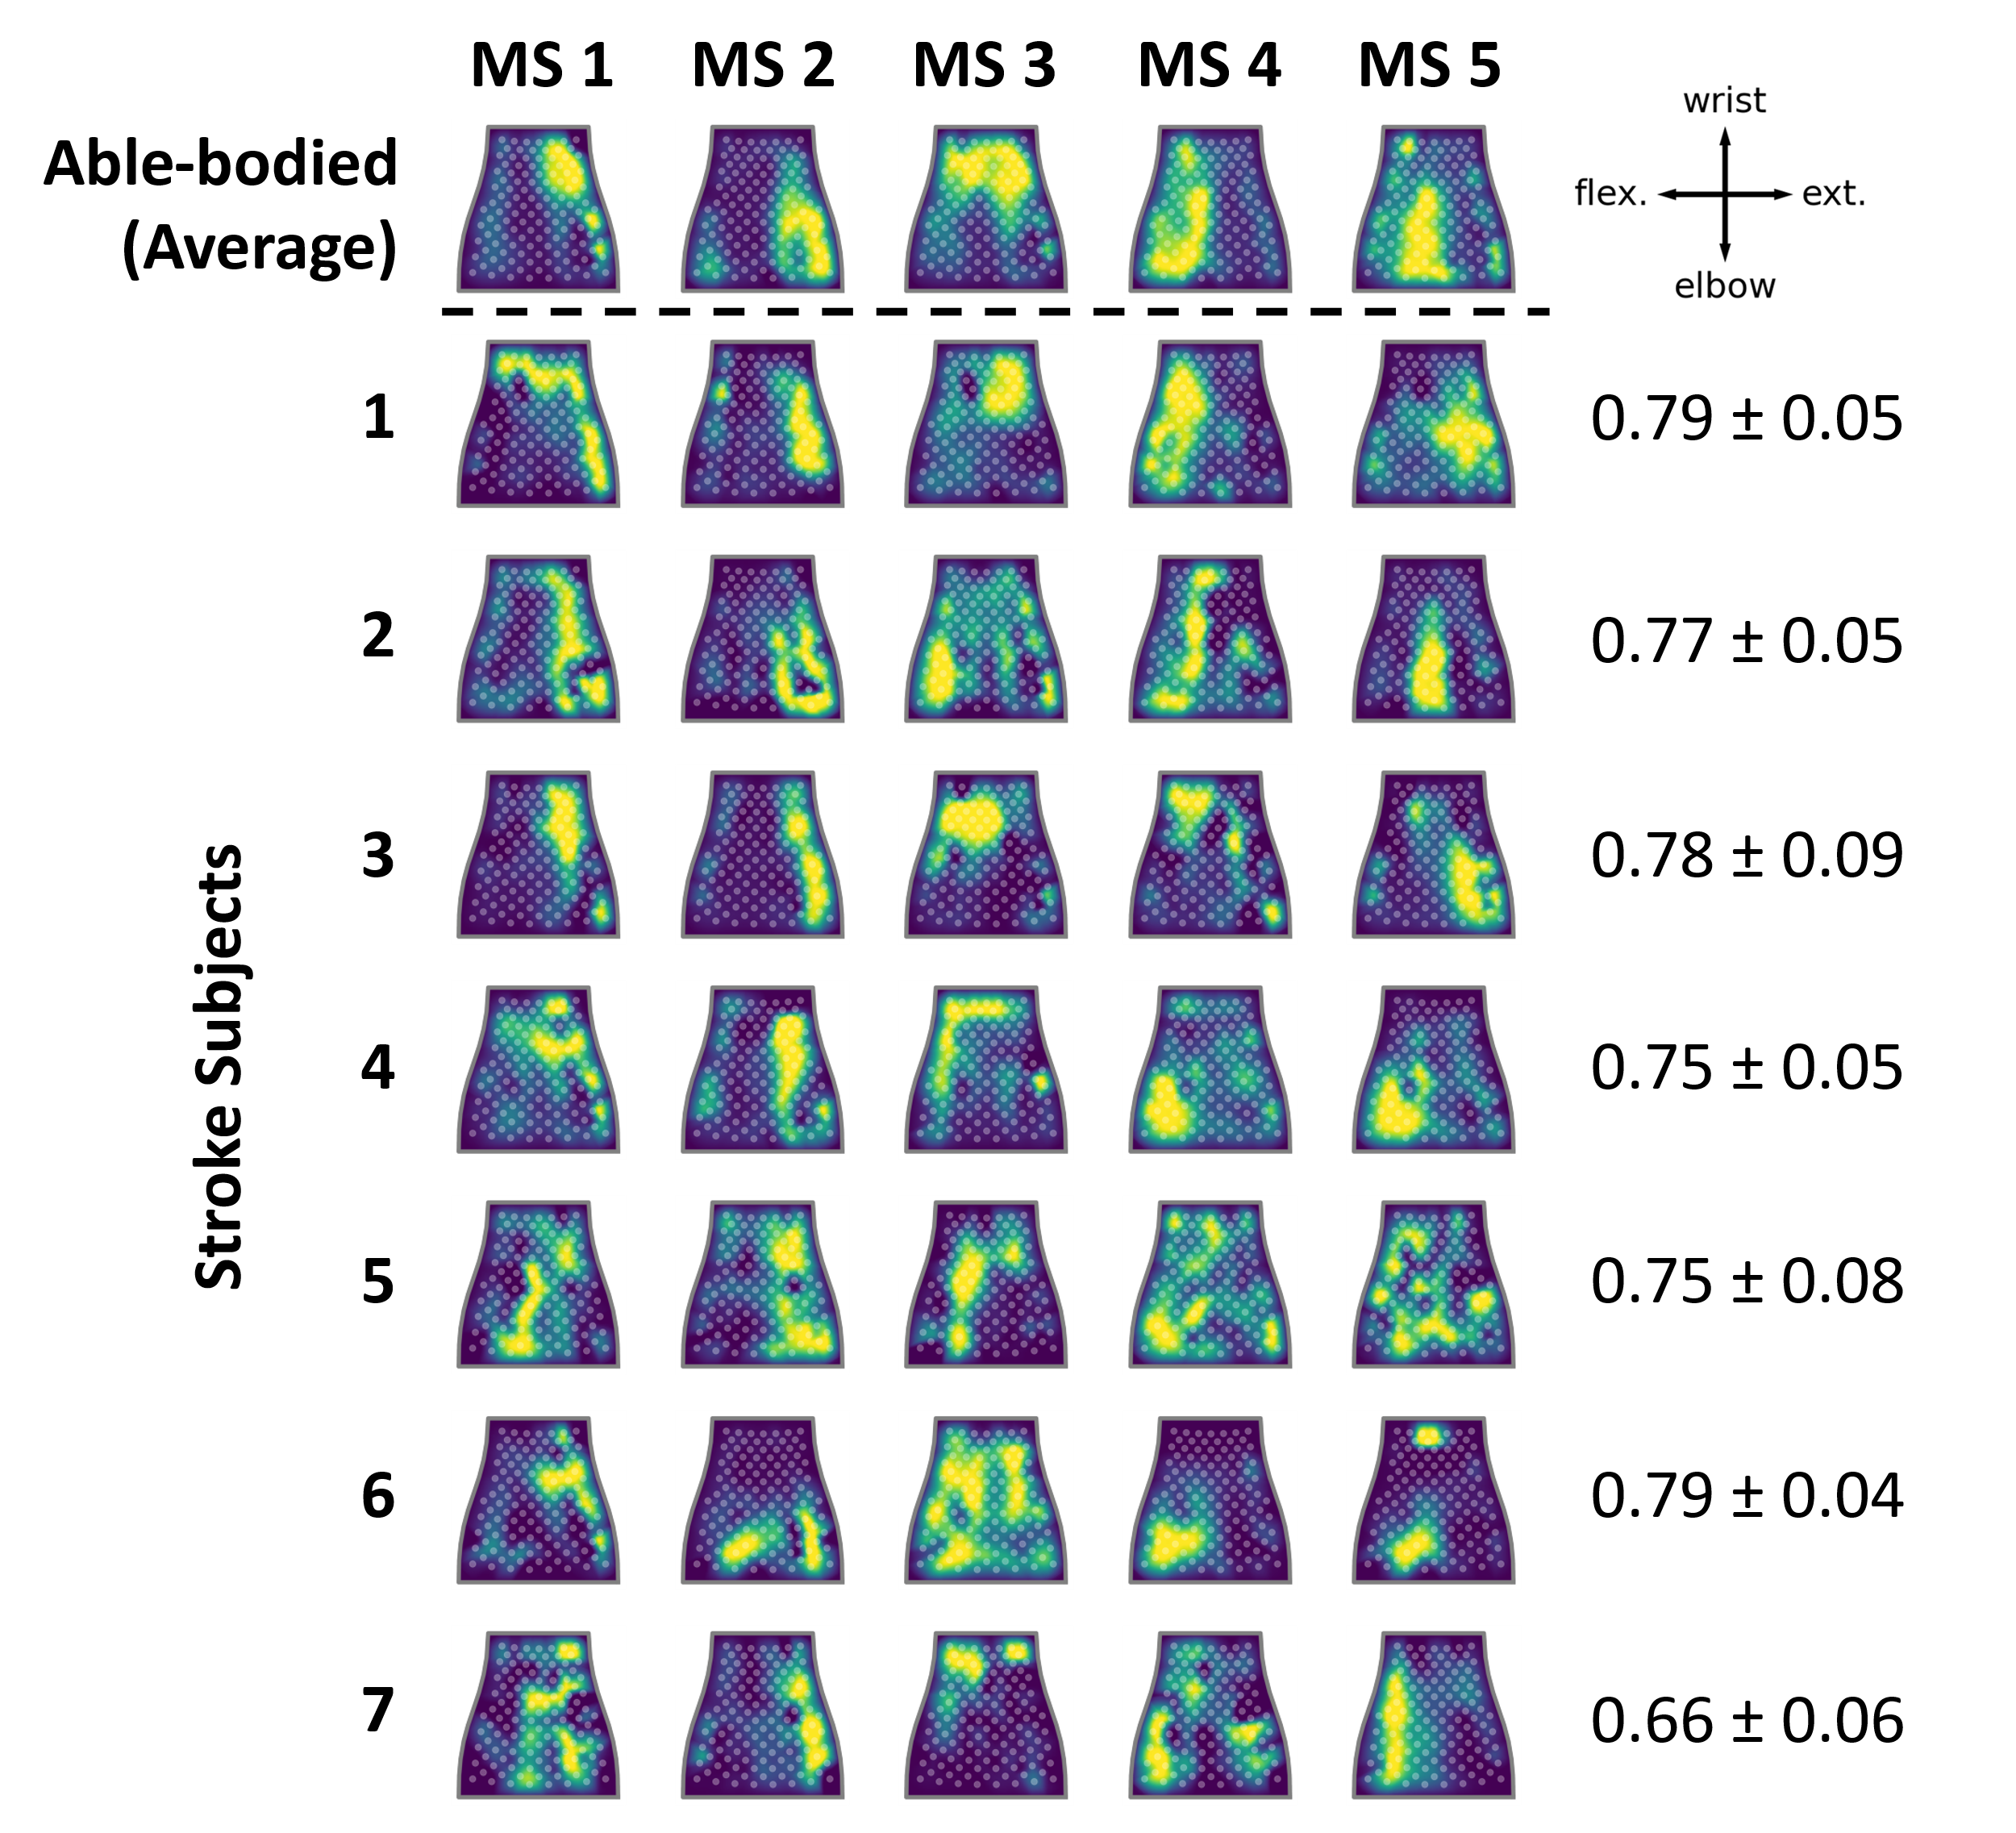 MS 1 MS 2 MS 3 MS 4 MS 5
Able-bodied
(Average)
wrist
flex. ext.
elbow
Stroke Subjects
1 0.79 ± 0.05
2 0.77 ± 0.05
3 0.78 ± 0.09
4 0.75 ± 0.05
5 0.75 ± 0.08
6 0.79 ± 0.04
7 0.66 ± 0.06